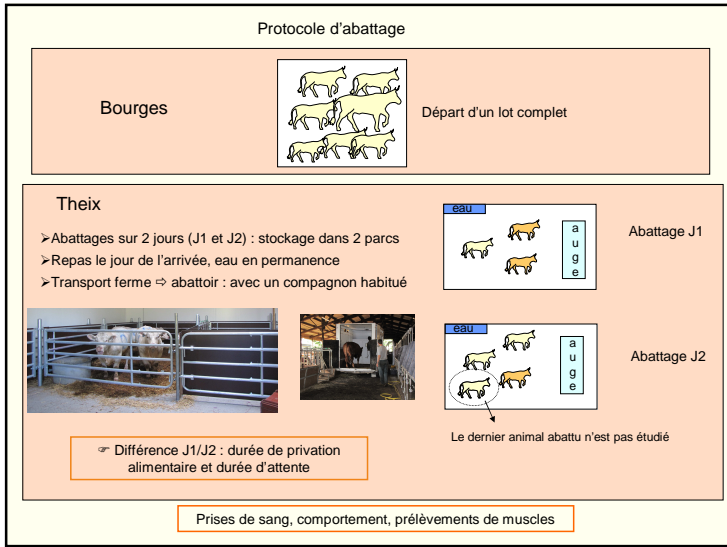 Protocole d'abattage
Bourges
Départ d'un lot complet
Theix
➢Abattages sur 2 jours (J1 et J2) : stockage dans 2 parcs
➢Repas le jour de l'arrivée, eau en permanence
➢Transport ferme ⇨ abattoir : avec un compagnon habitué
eau
a
u
g
e
Abattage J1
eau
a
u
g
e
Abattage J2
Le dernier animal abattu n'est pas étudié
☞ Différence J1/J2 : durée de privation
alimentaire et durée d'attente
Prises de sang, comportement, prélèvements de muscles